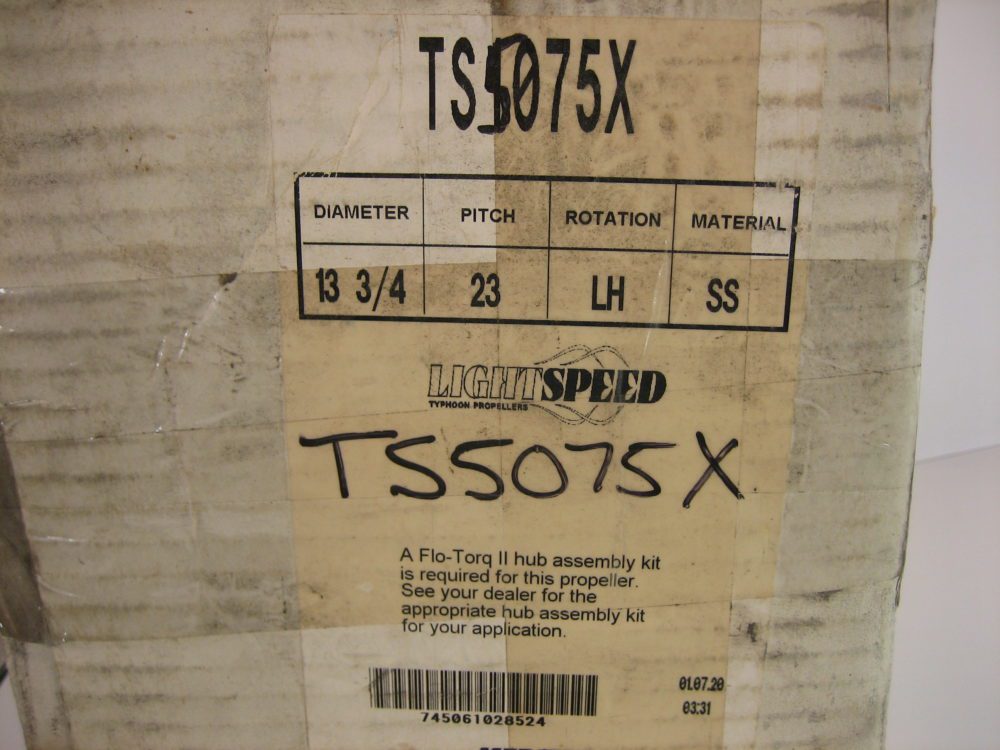 TS5075X
DIAMETER PITCH ROTATION MATERIAL
13 3/4 23 LH SS
LIGHTSPEED
TYPHOON PROPELLERS
TS5075X
A Flo-Torq II hub assembly kit
is required for this propeller.
See your dealer for the
appropriate hub assembly kit
for your application.
745061028524
01.07.20
03:31